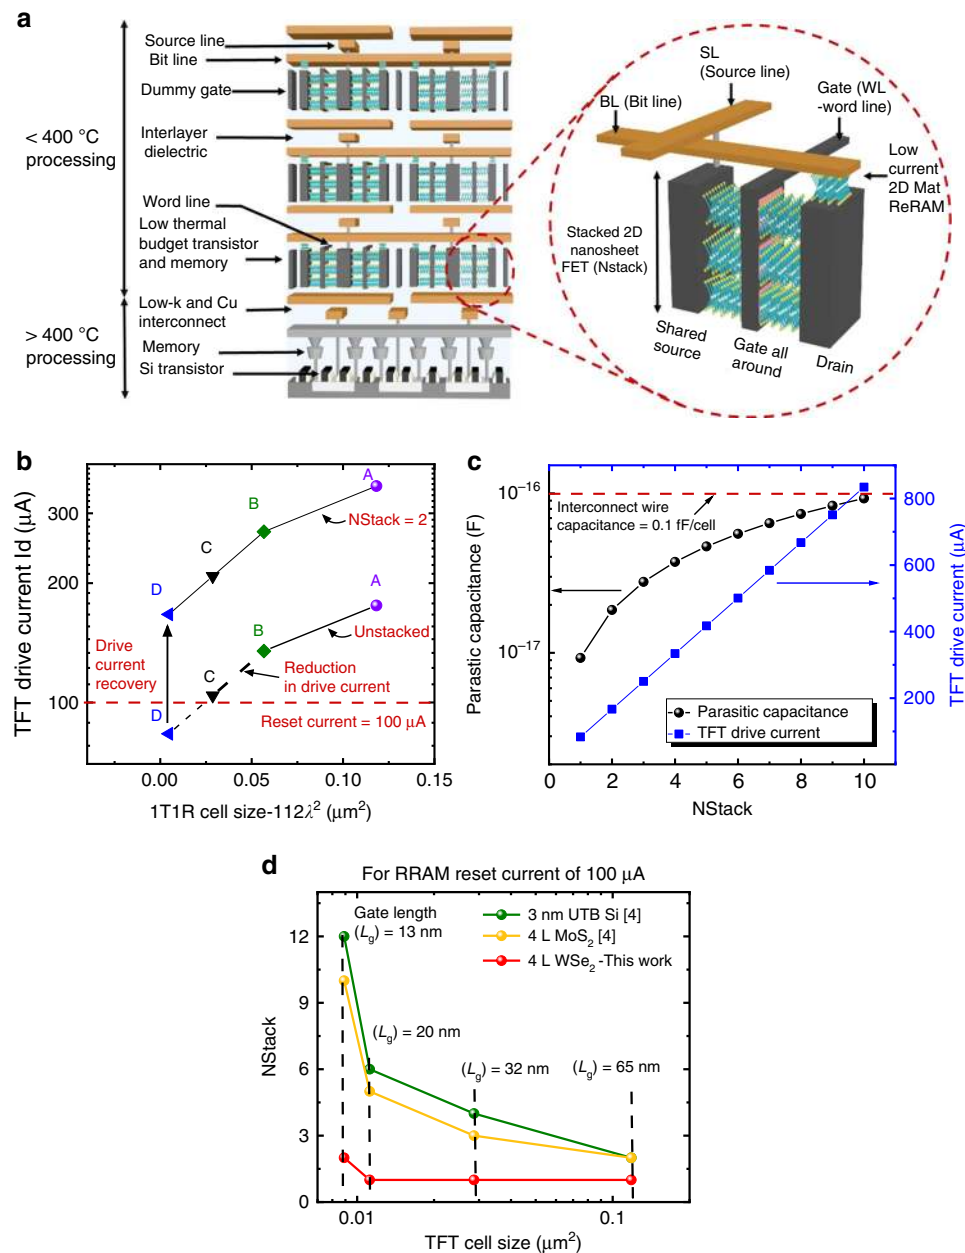 a
Source line
Bit line
Dummy gate
< 400 °C
processing
Interlayer
dielectric
Word line
Low thermal
budget transistor
and memory
Low-k and Cu
interconnect
> 400 °C
processing
Memory
Si transistor
SL
(Source line)
BL (Bit line)
Gate (WL
-word line)
Low
current
2D Mat
ReRAM
Stacked 2D
nanosheet
FET (Nstack)
Shared
source
Gate all
around
Drain
b
TFT drive current Id (μA)
300
200
100
A
B
C
D
NStack = 2
A
B
C
D
Unstacked
Drive
current
recovery
Reduction
in drive current
Reset current = 100 μA
0.00 0.05 0.10 0.15
1T1R cell size-112λ² (μm²)
c
Parastic capacitance (F)
10⁻¹⁶
10⁻¹⁷
Interconnect wire
capacitance = 0.1 fF/cell
Parasitic capacitance
TFT drive current
800
600
400
200
TFT drive current (μA)
0 2 4 6 8 10
NStack
d
For RRAM reset current of 100 μA
Gate length
(Lg) = 13 nm
3 nm UTB Si [4]
4 L MoS₂ [4]
4 L WSe₂ -This work
(Lg) = 20 nm
(Lg) = 32 nm
(Lg) = 65 nm
NStack
12
9
6
3
0
0.01 0.1
TFT cell size (μm²)